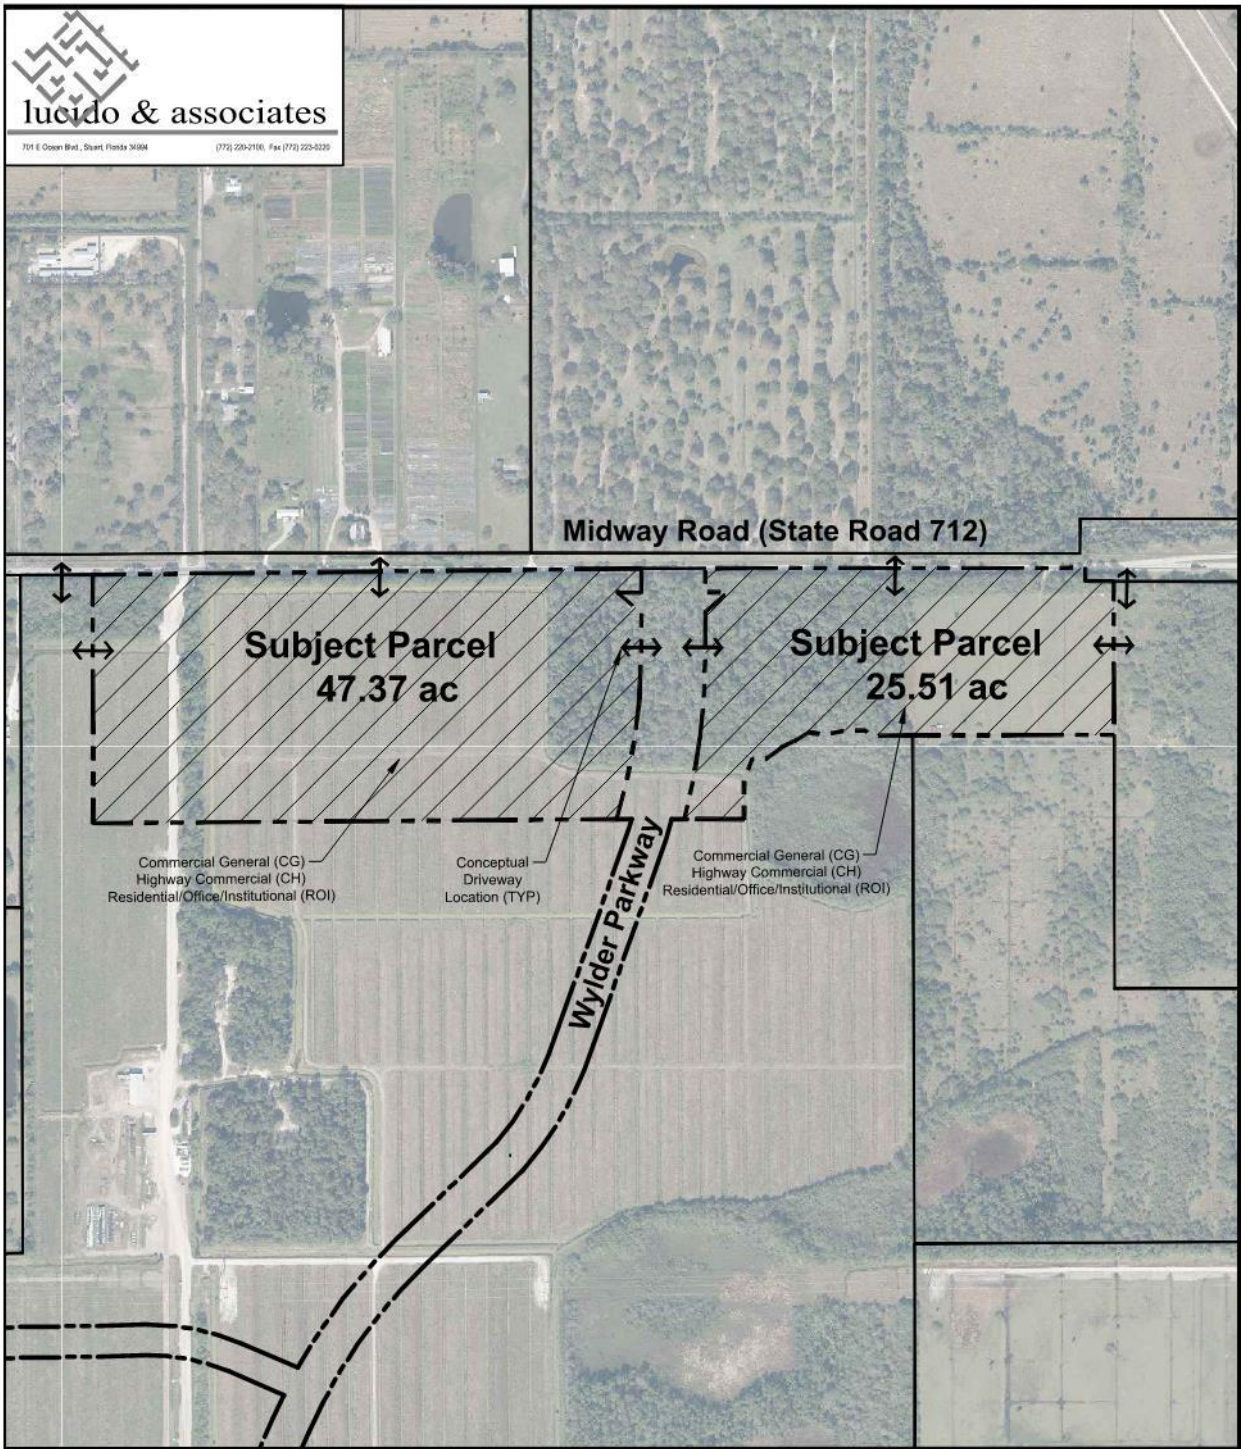 lucido & associates
701 E Ocean Blvd., Stuart, Florida 34994 (772) 220-2100, Fax (772) 223-0220
Midway Road (State Road 712)
Subject Parcel
47.37 ac
Subject Parcel
25.51 ac
Commercial General (CG)
Highway Commercial (CH)
Residential/Office/Institutional (ROI)
Conceptual
Driveway
Location (TYP)
Commercial General (CG)
Highway Commercial (CH)
Residential/Office/Institutional (ROI)
Wylder Parkway